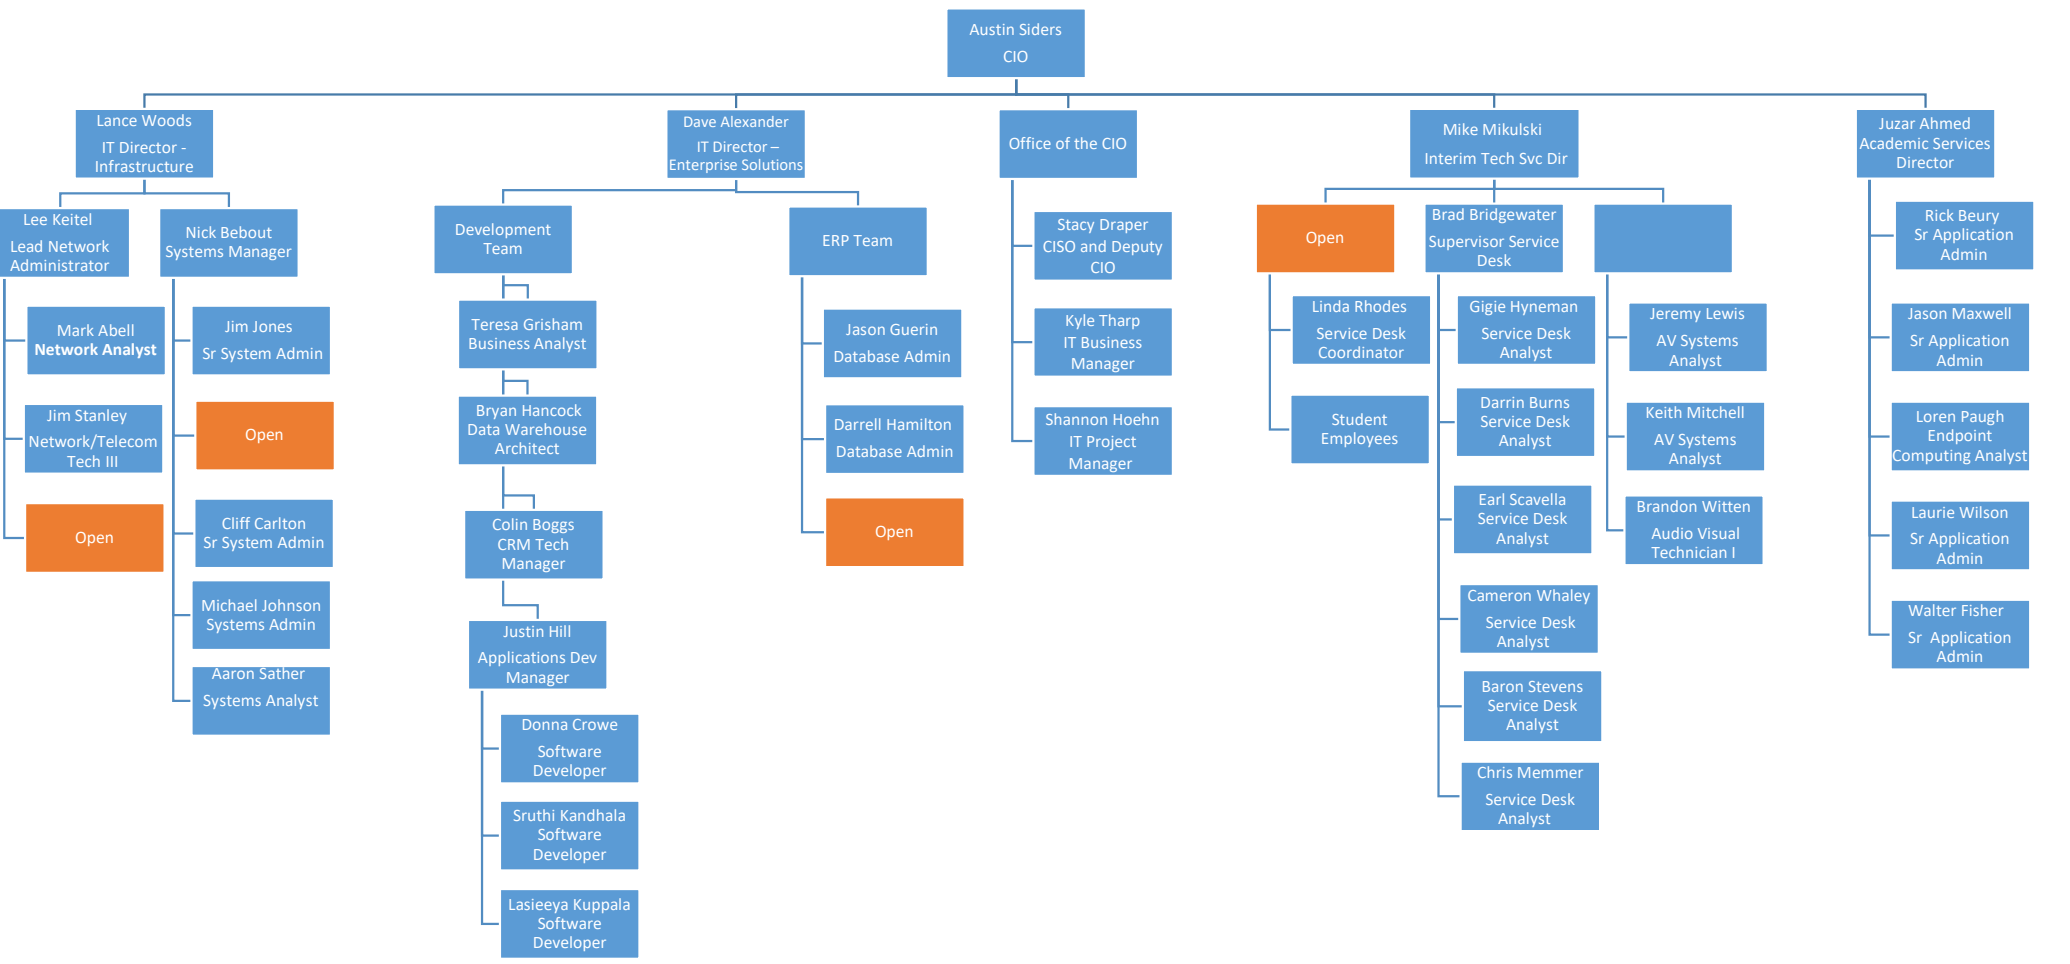 Austin Siders
CIO
Lance Woods
IT Director -
Infrastructure
Dave Alexander
IT Director –
Enterprise Solutions
Office of the CIO
Mike Mikulski
Interim Tech Svc Dir
Juzar Ahmed
Academic Services
Director
Lee Keitel
Lead Network
Administrator
Nick Bebout
Systems Manager
Mark Abell
Network Analyst
Jim Stanley
Network/Telecom
Tech III
Open
Jim Jones
Sr System Admin
Open
Cliff Carlton
Sr System Admin
Michael Johnson
Systems Admin
Aaron Sather
Systems Analyst
Development
Team
Teresa Grisham
Business Analyst
Bryan Hancock
Data Warehouse
Architect
Colin Boggs
CRM Tech
Manager
Justin Hill
Applications Dev
Manager
Donna Crowe
Software
Developer
Sruthi Kandhala
Software
Developer
Lasieeya Kuppala
Software
Developer
ERP Team
Jason Guerin
Database Admin
Darrell Hamilton
Database Admin
Open
Stacy Draper
CISO and Deputy
CIO
Kyle Tharp
IT Business
Manager
Shannon Hoehn
IT Project
Manager
Open
Linda Rhodes
Service Desk
Coordinator
Student
Employees
Brad Bridgewater
Supervisor Service
Desk
Gigie Hyneman
Service Desk
Analyst
Darrin Burns
Service Desk
Analyst
Earl Scavella
Service Desk
Analyst
Cameron Whaley
Service Desk
Analyst
Baron Stevens
Service Desk
Analyst
Chris Memmer
Service Desk
Analyst
Jeremy Lewis
AV Systems
Analyst
Keith Mitchell
AV Systems
Analyst
Brandon Witten
Audio Visual
Technician I
Rick Beury
Sr Application
Admin
Jason Maxwell
Sr Application
Admin
Loren Paugh
Endpoint
Computing Analyst
Laurie Wilson
Sr Application
Admin
Walter Fisher
Sr  Application
Admin